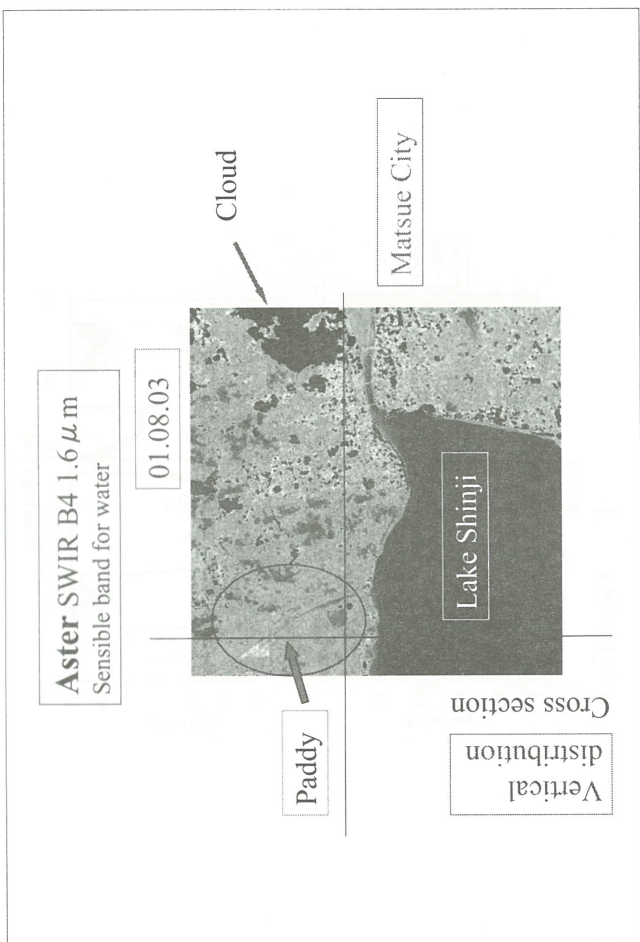 Aster SWIR B4 1.6 μ m
Sensible band for water
01.08.03
Cloud
Paddy
Matsue City
Lake Shinji
Vertical
distribution
Cross section